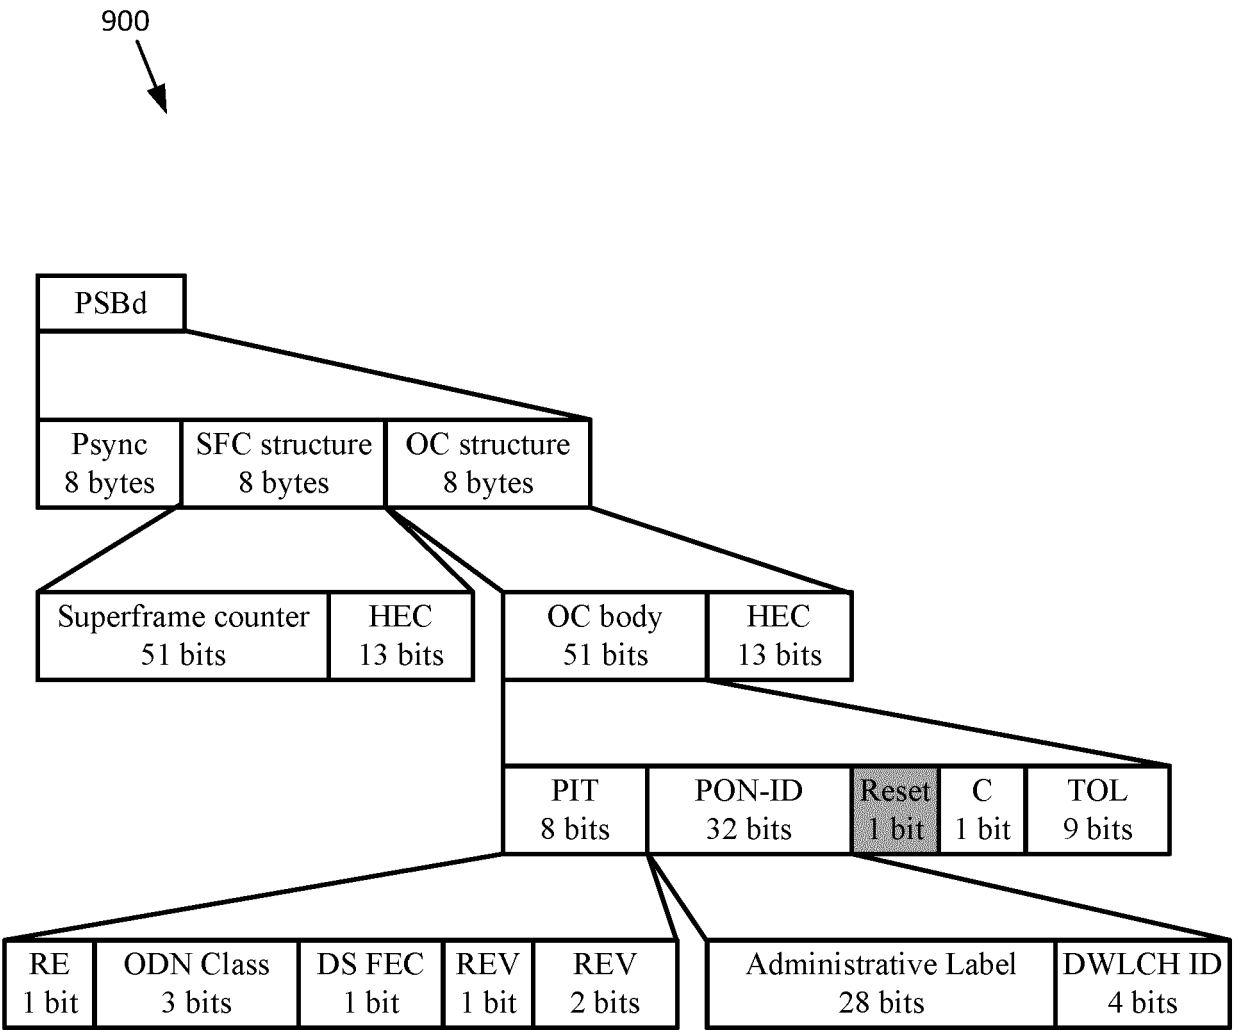 900
PSBd
Psync
8 bytes
SFC structure
8 bytes
OC structure
8 bytes
Superframe counter
51 bits
HEC
13 bits
OC body
51 bits
HEC
13 bits
PIT
8 bits
PON-ID
32 bits
Reset
1 bit
C
1 bit
TOL
9 bits
RE
1 bit
ODN Class
3 bits
DS FEC
1 bit
REV
1 bit
REV
2 bits
Administrative Label
28 bits
DWLCH ID
4 bits